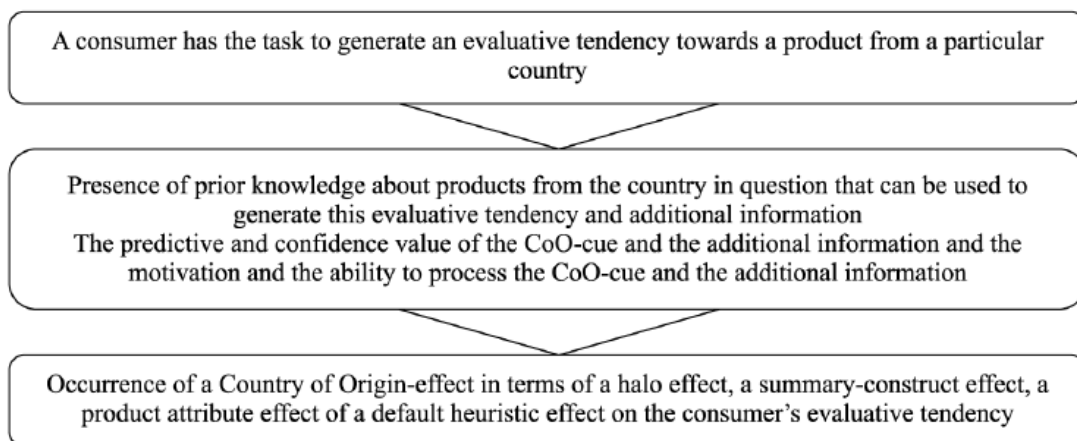 A consumer has the task to generate an evaluative tendency towards a product from a particular
country
Presence of prior knowledge about products from the country in question that can be used to
generate this evaluative tendency and additional information
The predictive and confidence value of the CoO-cue and the additional information and the
motivation and the ability to process the CoO-cue and the additional information
Occurrence of a Country of Origin-effect in terms of a halo effect, a summary-construct effect, a
product attribute effect of a default heuristic effect on the consumer's evaluative tendency